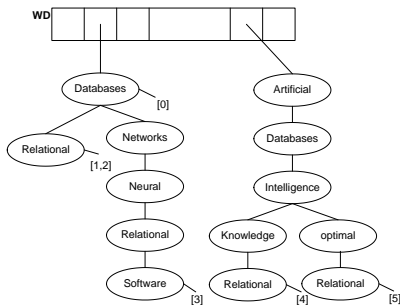 WD
Databases
[0]
Artificial
Relational
[1,2]
Networks
Databases
Neural
Intelligence
Relational
Knowledge
optimal
Software
[3]
Relational
[4]
Relational
[5]